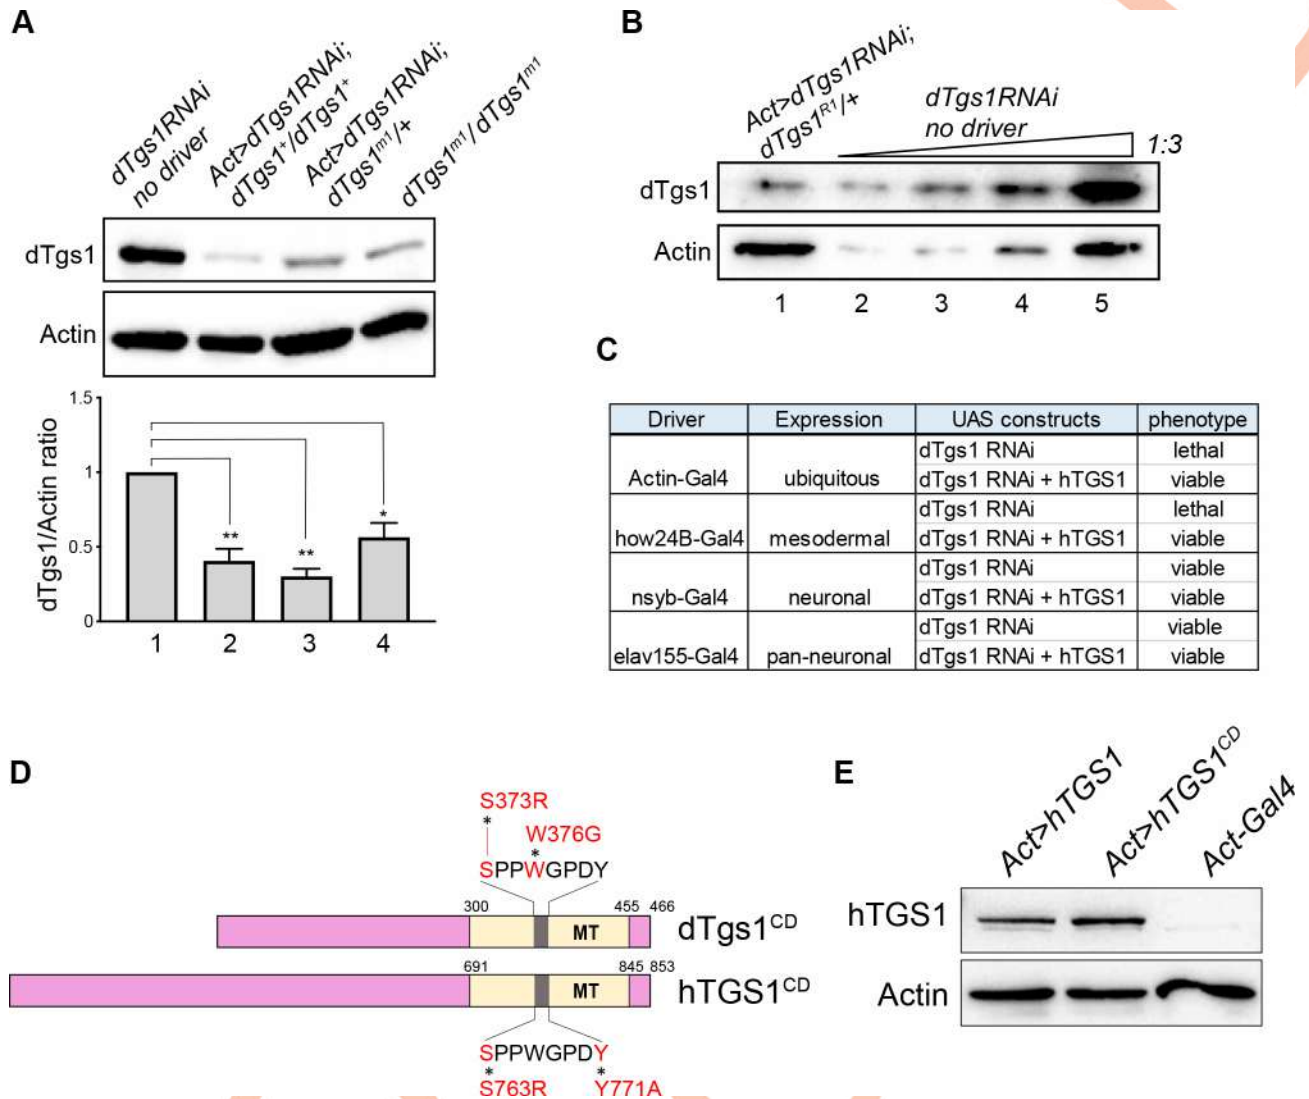 A
dTgs1RNAi
no driver
Act>dTgs1RNAi;
dTgs1+/dTgs1+
Act>dTgs1RNAi;
dTgs1m1/+
dTgs1m1/dTgs1m1
dTgs1
Actin
1.5
1
0.5
0
dTgs1/Actin ratio
**
**
*
1 2 3 4
B
Act>dTgs1RNAi;
dTgs1R1/+
dTgs1RNAi
no driver
1:3
dTgs1
Actin
1 2 3 4 5
C
Driver Expression UAS constructs phenotype
dTgs1 RNAi lethal
Actin-Gal4 ubiquitous dTgs1 RNAi + hTGS1 viable
dTgs1 RNAi lethal
how24B-Gal4 mesodermal dTgs1 RNAi + hTGS1 viable
dTgs1 RNAi viable
nsyb-Gal4 neuronal dTgs1 RNAi + hTGS1 viable
dTgs1 RNAi viable
elav155-Gal4 pan-neuronal dTgs1 RNAi + hTGS1 viable
D
S373R
*
W376G
*
SPPWGPDY
300 455 466
MT dTgs1CD
691 845 853
MT hTGS1CD
SPPWGPDY
* *
S763R Y771A
E
Act>hTGS1
Act>hTGS1CD
Act-Gal4
hTGS1
Actin